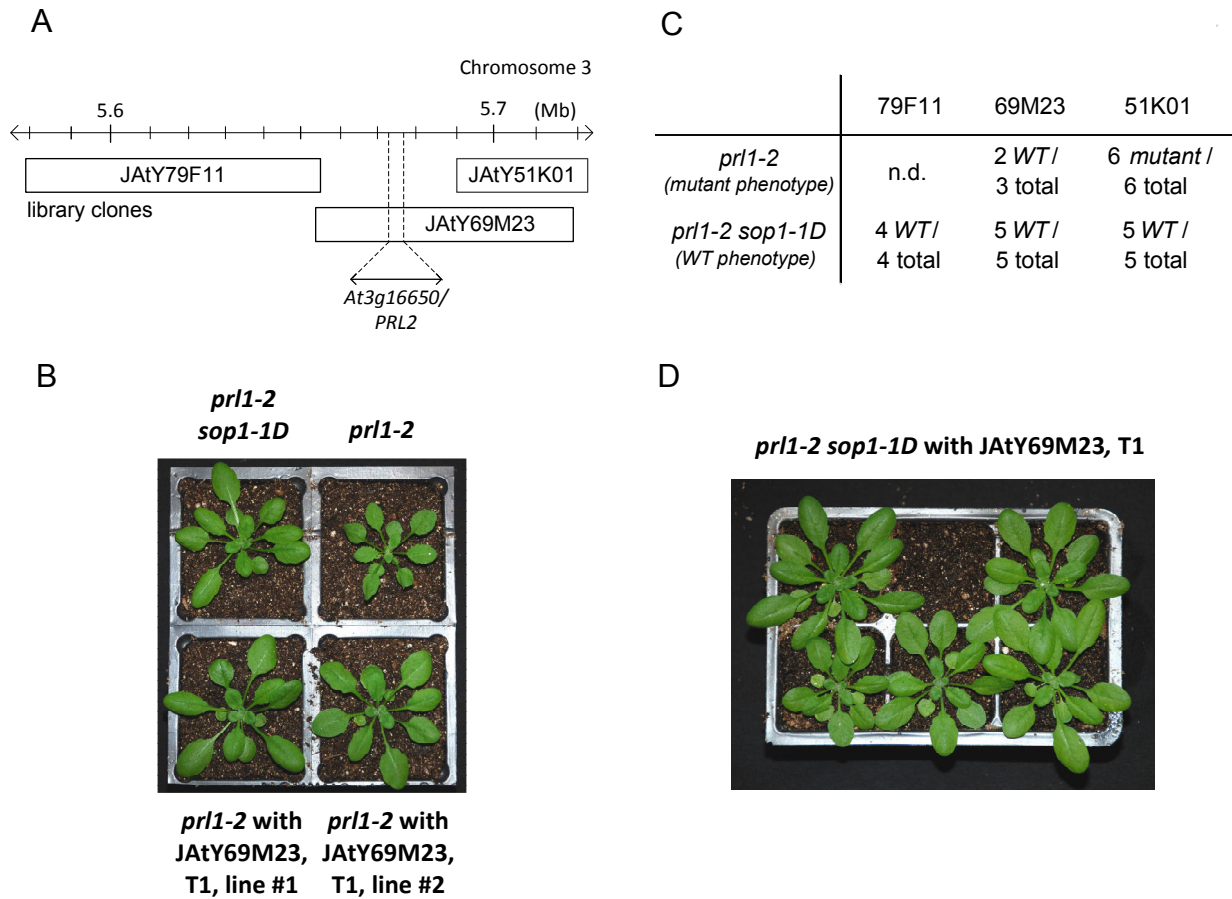 A
Chromosome 3
5.6
5.7
(Mb)
JAtY79F11
JAtY51K01
library clones
JAtY69M23
At3g16650/
PRL2
C
79F11 69M23 51K01
prl1-2
(mutant phenotype)
n.d.
2 WT /
3 total
6 mutant /
6 total
prl1-2 sop1-1D
(WT phenotype)
4 WT /
4 total
5 WT /
5 total
5 WT /
5 total
B
prl1-2
sop1-1D
prl1-2
prl1-2 with
JAtY69M23,
T1, line #1
prl1-2 with
JAtY69M23,
T1, line #2
D
prl1-2 sop1-1D with JAtY69M23, T1